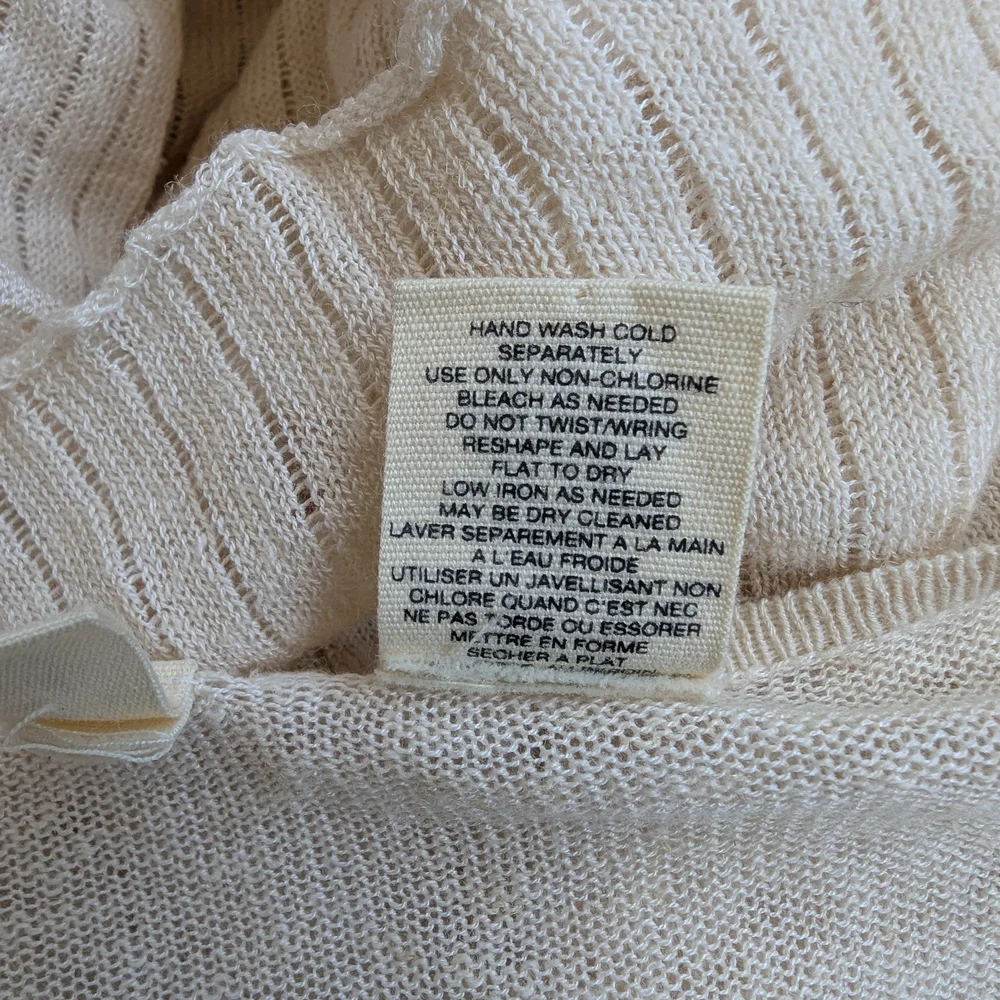 HAND WASH COLD
SEPARATELY
USE ONLY NON-CHLORINE
BLEACH AS NEEDED
DO NOT TWIST/WRING
RESHAPE AND LAY
FLAT TO DRY
LOW IRON AS NEEDED
MAY BE DRY CLEANED
LAVER SEPAREMENT A LA MAIN
A L'EAU FROIDE
UTILISER UN JAVELLISANT NON
CHLORE QUAND C'EST NEC
NE PAS TORDE OU ESSORER
METTRE EN FORME
SECHER A PLAT